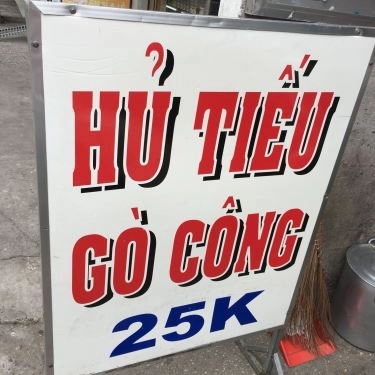 HỦ TIẾU
GÒ CÔNG
25K